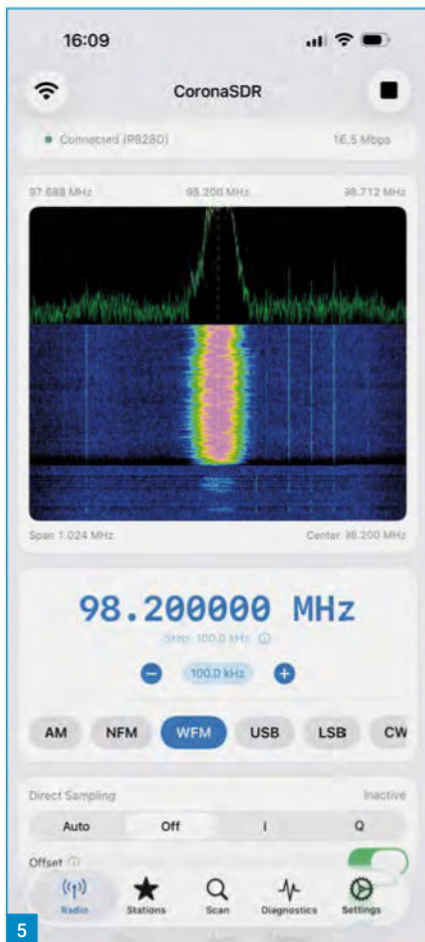 16:09
CoronaSDR
Connected (R828D) 16.5 Mbps
97.688 MHz 98.200 MHz 98.712 MHz
Span 1.024 MHz Center 98.200 MHz
98.200000 MHz
Step: 100.0 kHz
100.0 kHz
AM NFM WFM USB LSB CW
Direct Sampling Inactive
Auto Off I Q
Offset
Radio Stations Scan Diagnostics Settings
5